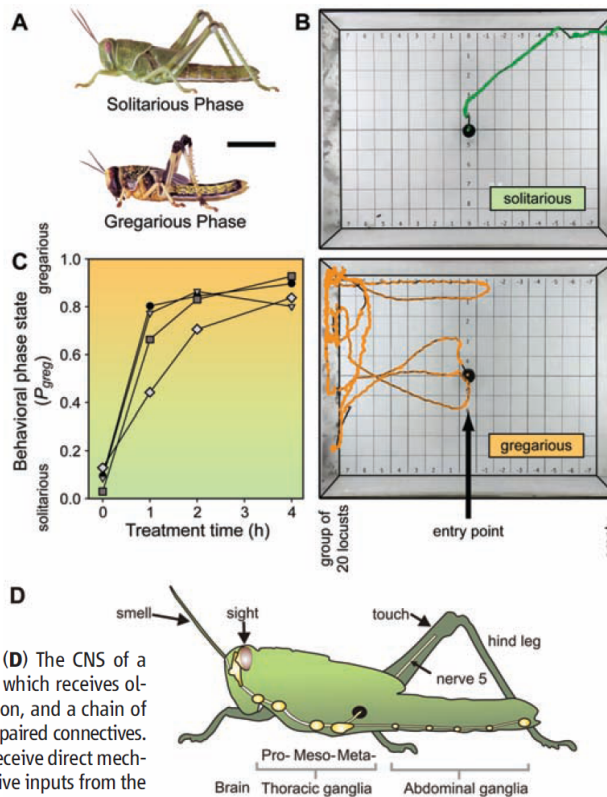 A
Solitarious Phase
Gregarious Phase
B
solitarious
C
gregarious
Behavioral phase state
(Pgreg)
solitarious
1.0
0.8
0.6
0.4
0.2
0.0
0 1 2 3 4
Treatment time (h)
gregarious
group of
20 locusts
entry point
D
smell
sight
touch
hind leg
nerve 5
(D) The CNS of a
which receives ol-
on, and a chain of
paired connectives.
eceive direct mech-
ive inputs from the
Pro- Meso- Meta-
Brain Thoracic ganglia Abdominal ganglia